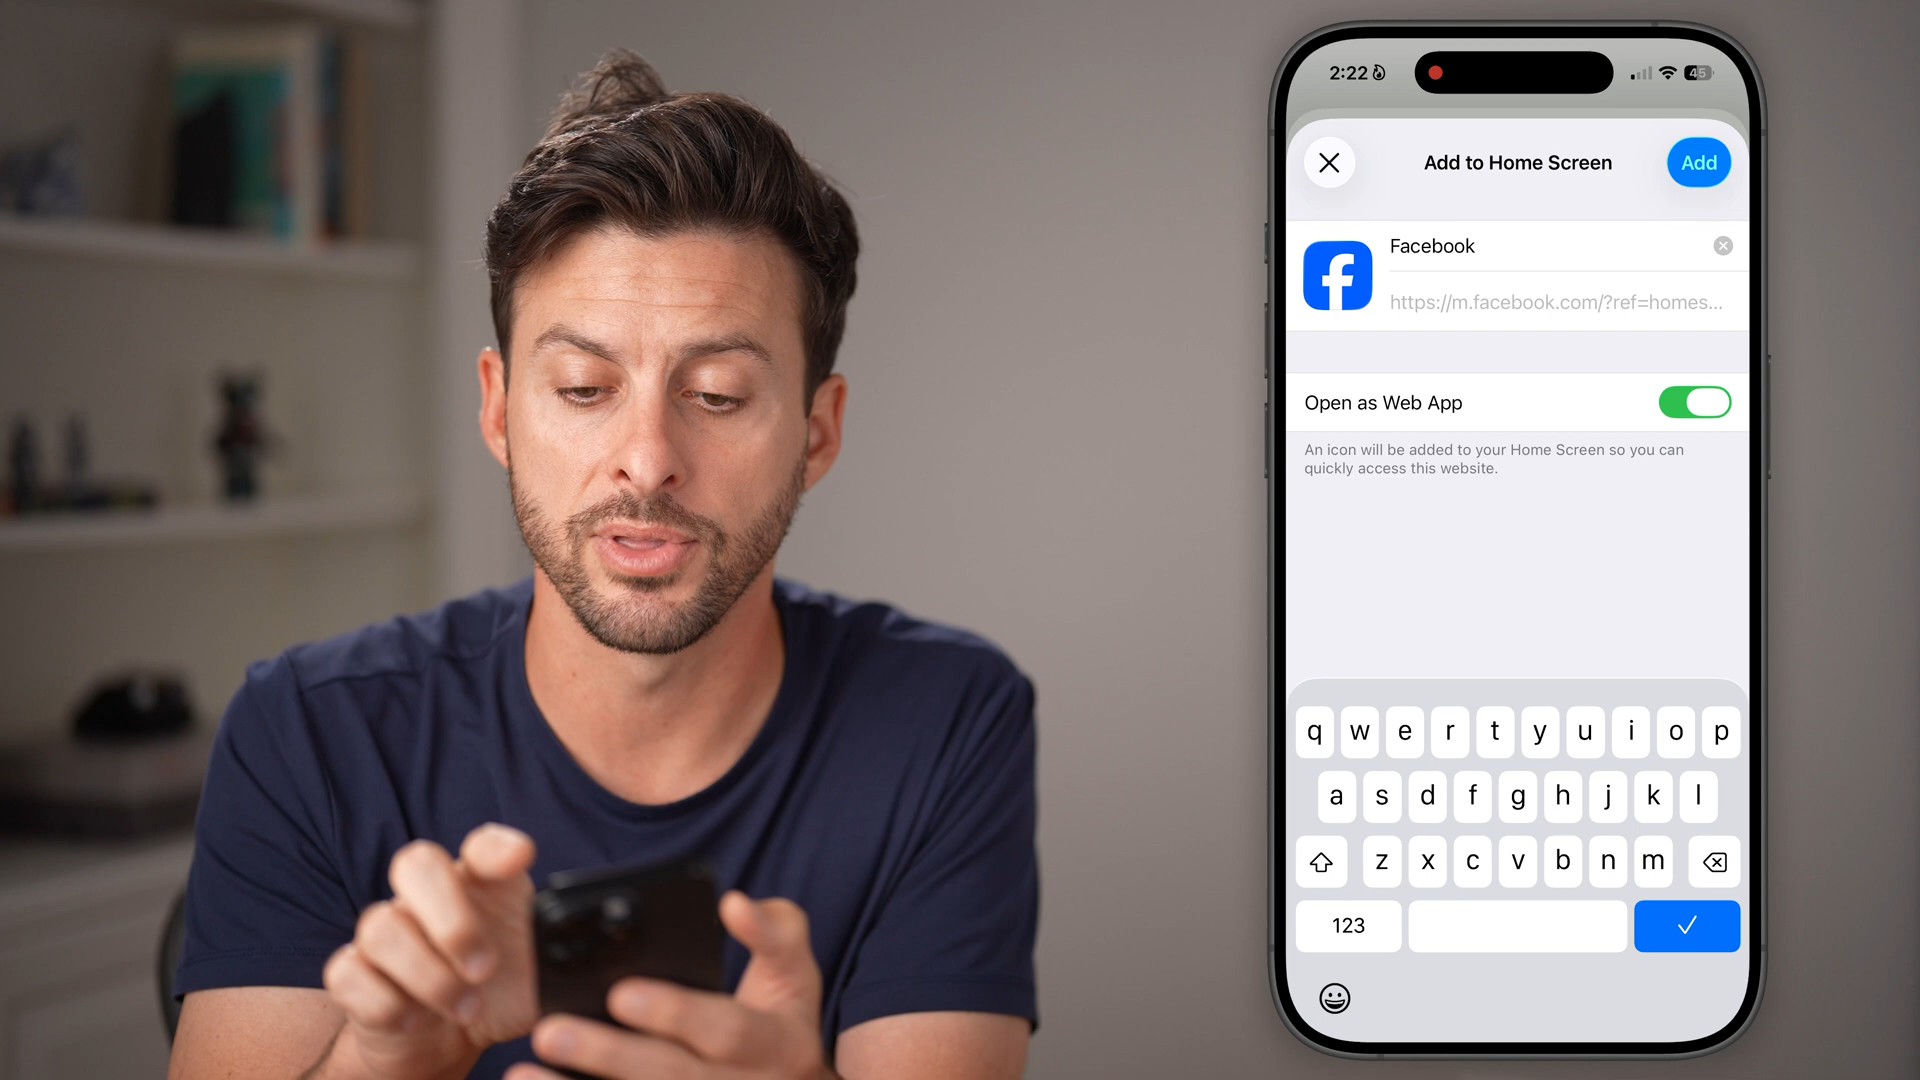 2:22
45
Add to Home Screen
Add
Facebook
https://m.facebook.com/?ref=homes...
Open as Web App
An icon will be added to your Home Screen so you can
quickly access this website.
q w e r t y u i o p
a s d f g h j k l
z x c v b n m
123